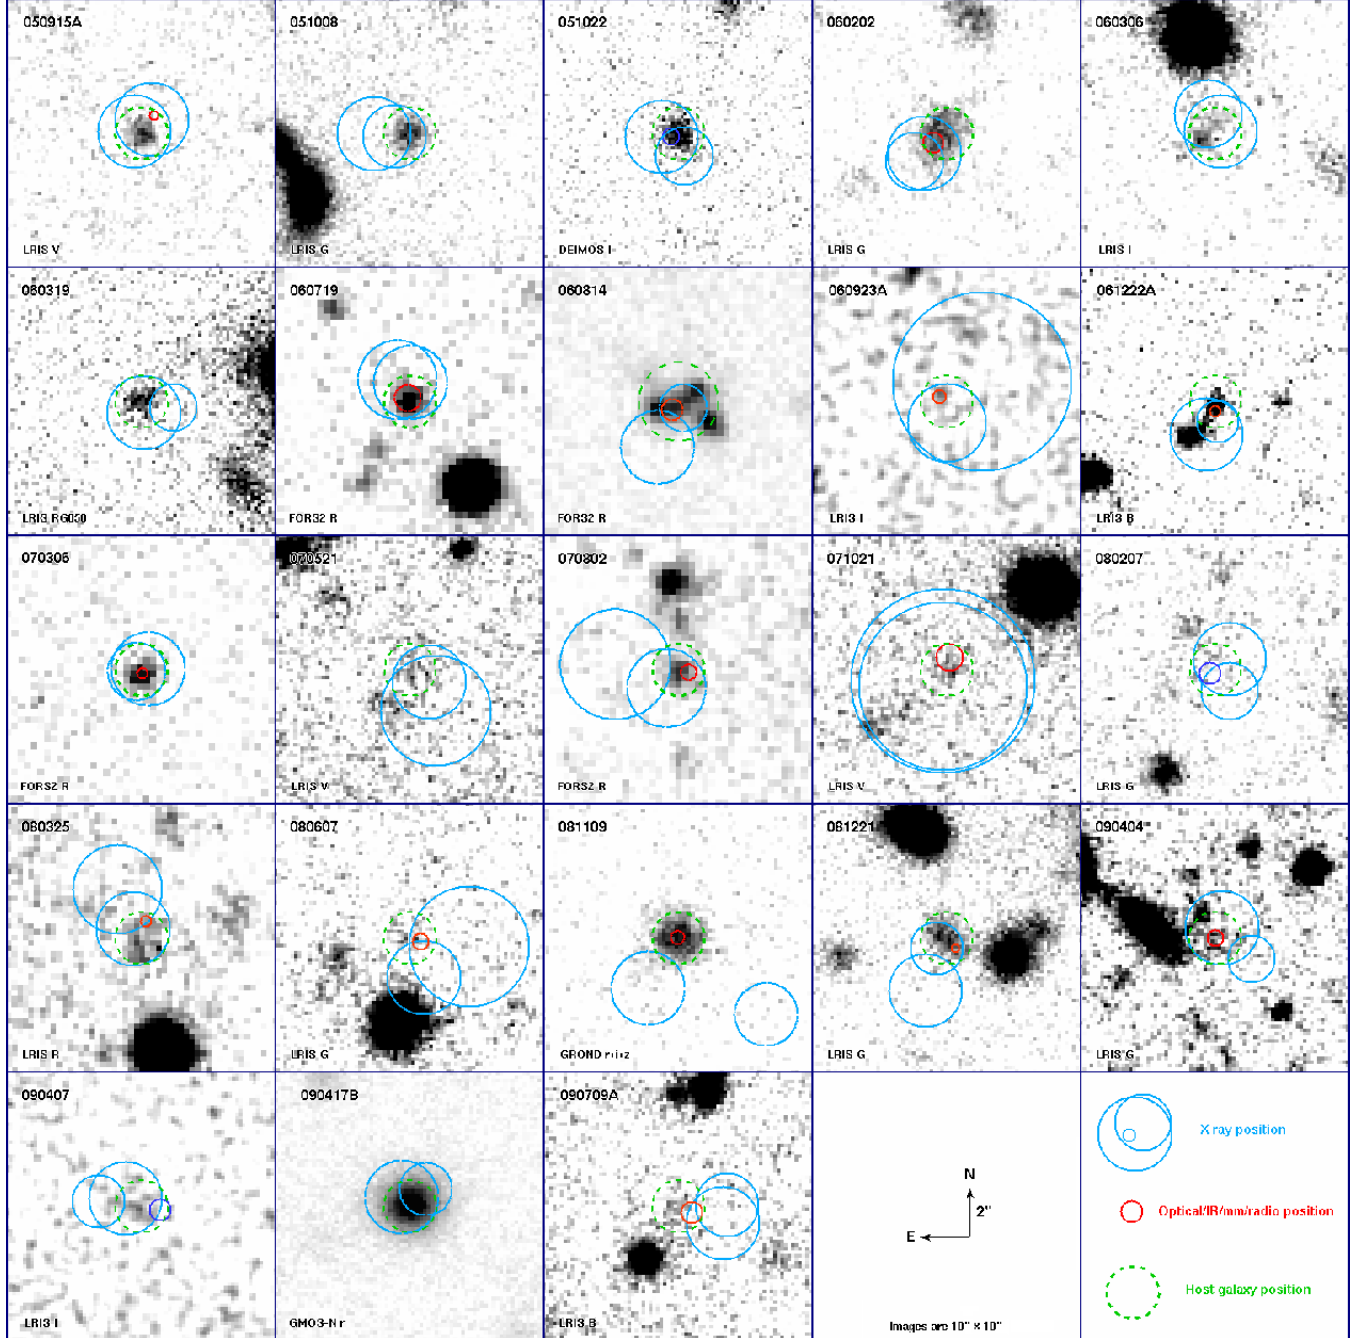 050915A
051008
051022
060202
060306
LRIS V
LRIS G
DEIMOS I
LRIS G
LRIS I
060319
060719
060814
060923A
061222A
LRIS RG850
FORS2 R
FORS2 R
LRIS I
LRIS B
070306
070521
070802
071021
080207
FORS2 R
LRIS V
FORS2 R
LRIS V
LRIS G
080607
081109
090404
LRIS R
LRIS G
GROND r+i+z
LRIS G
LRIS G
090407
090417B
090709A
N
2"
E
X ray position
Optical/IR/mm/radio position
Host galaxy position
LRIS I
GMOS-N r
LRIS B
Images are 10" × 10"